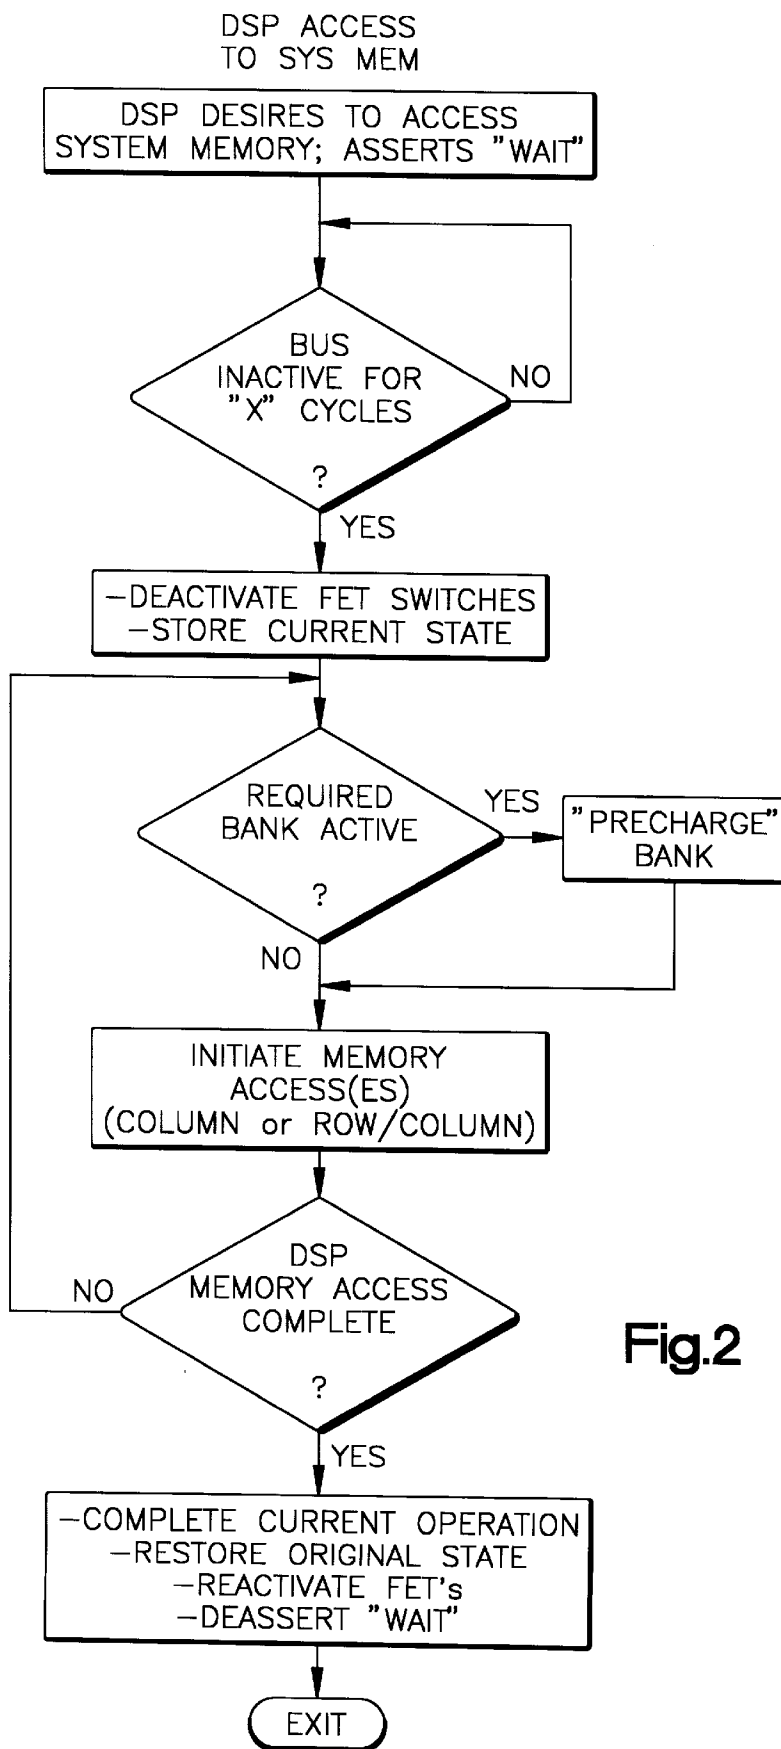 DSP ACCESS
TO SYS MEM
DSP DESIRES TO ACCESS
SYSTEM MEMORY; ASSERTS "WAIT"
BUS
INACTIVE FOR
"X" CYCLES
?
NO
YES
-DEACTIVATE FET SWITCHES
-STORE CURRENT STATE
REQUIRED
BANK ACTIVE
?
YES
"PRECHARGE"
BANK
NO
INITIATE MEMORY
ACCESS(ES)
(COLUMN or ROW/COLUMN)
DSP
MEMORY ACCESS
COMPLETE
?
NO
Fig.2
YES
-COMPLETE CURRENT OPERATION
-RESTORE ORIGINAL STATE
-REACTIVATE FET's
-DEASSERT "WAIT"
EXIT